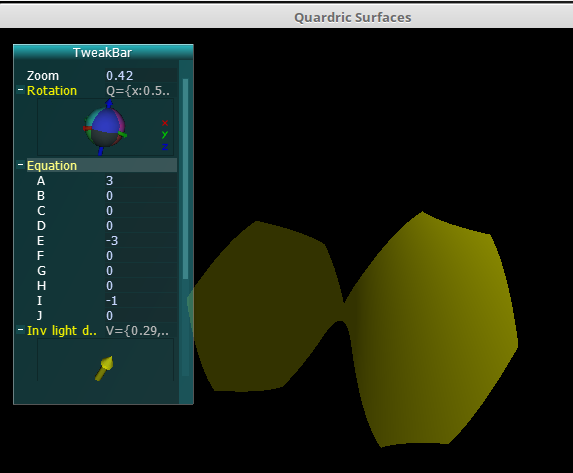 Quardric Surfaces
TweakBar
Zoom 0.42
Rotation Q={x:0.5..
x
y
z
Equation
A 3
B 0
C 0
D 0
E -3
F 0
G 0
H 0
I -1
J 0
Inv light d.. V={0.29,..